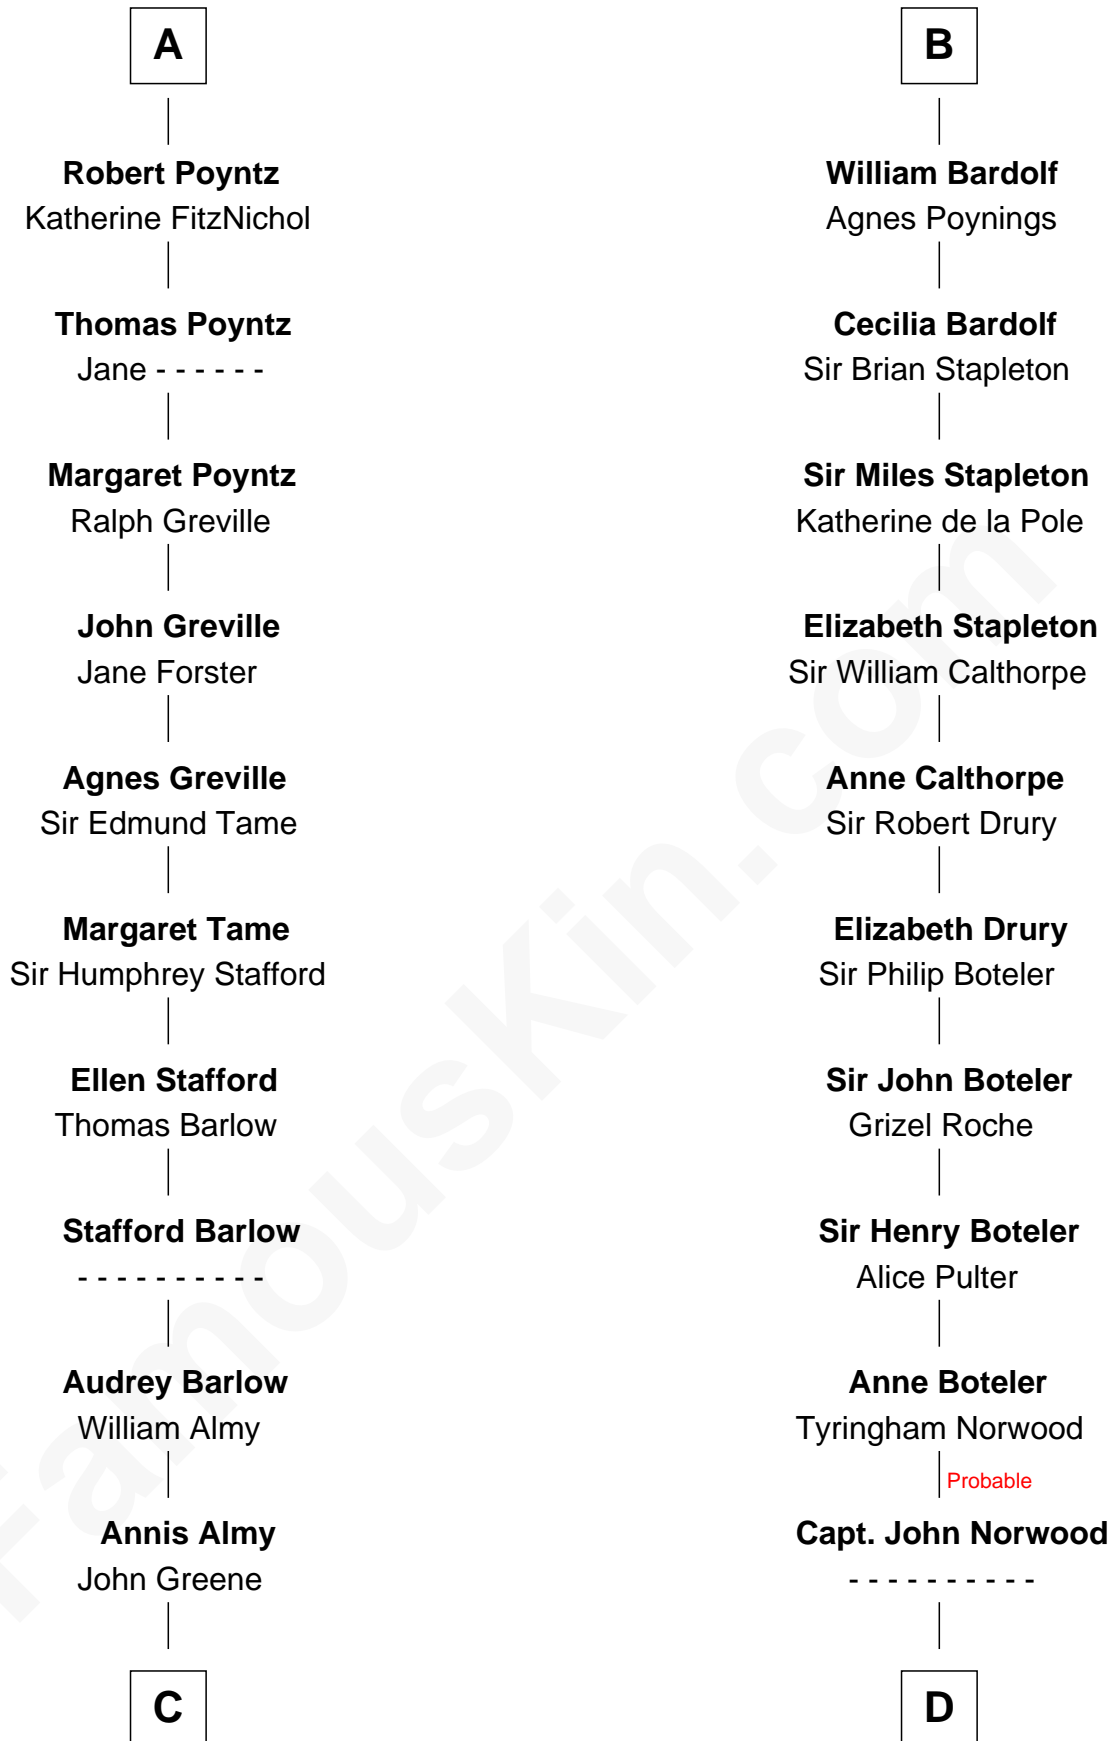 A
Robert Poyntz
Katherine FitzNichol
Thomas Poyntz
Jane - - - - - -
Margaret Poyntz
Ralph Greville
John Greville
Jane Forster
Agnes Greville
Sir Edmund Tame
Margaret Tame
Sir Humphrey Stafford
Ellen Stafford
Thomas Barlow
Stafford Barlow
- - - - - - - - - -
Audrey Barlow
William Almy
Annis Almy
John Greene
C
B
William Bardolf
Agnes Poynings
Cecilia Bardolf
Sir Brian Stapleton
Sir Miles Stapleton
Katherine de la Pole
Elizabeth Stapleton
Sir William Calthorpe
Anne Calthorpe
Sir Robert Drury
Elizabeth Drury
Sir Philip Boteler
Sir John Boteler
Grizel Roche
Sir Henry Boteler
Alice Pulter
Anne Boteler
Tyringham Norwood
Probable
Capt. John Norwood
- - - - - - - - - -
D
FamousKin.com